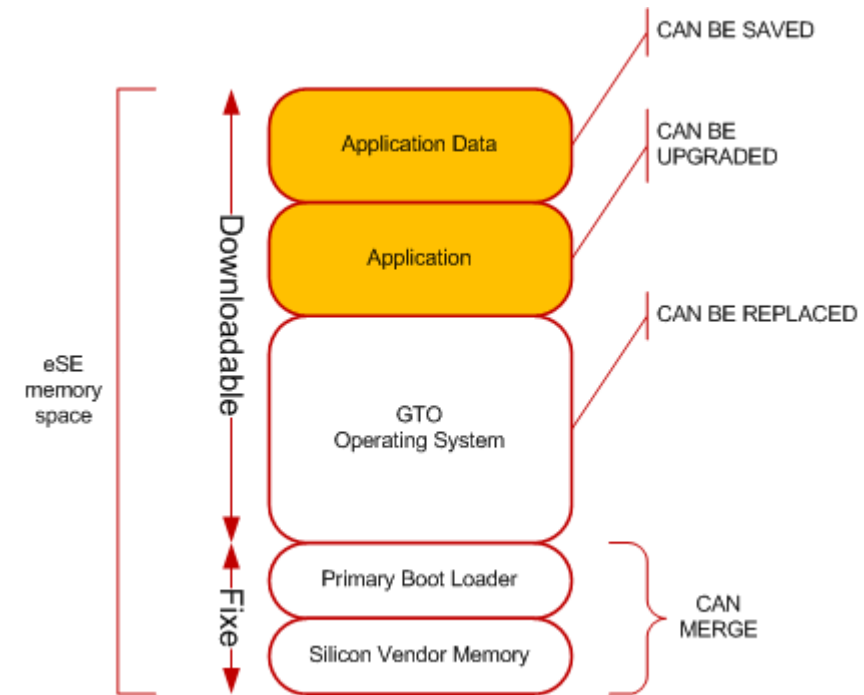 CAN BE SAVED
Application Data
CAN BE
UPGRADED
Application
Downloadable
CAN BE REPLACED
eSE
memory
space
GTO
Operating System
Primary Boot Loader
Fixe
Silicon Vendor Memory
CAN
MERGE